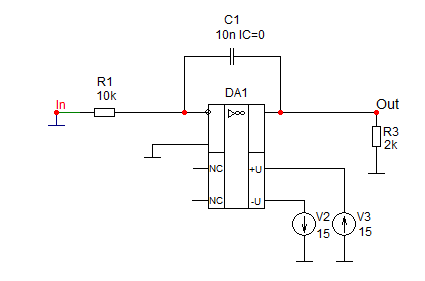 C1
10n IC=0
R1
10k
DA1
In
Out
▷∞
R3
2k
NC
+U
NC
-U
V2
15
V3
15